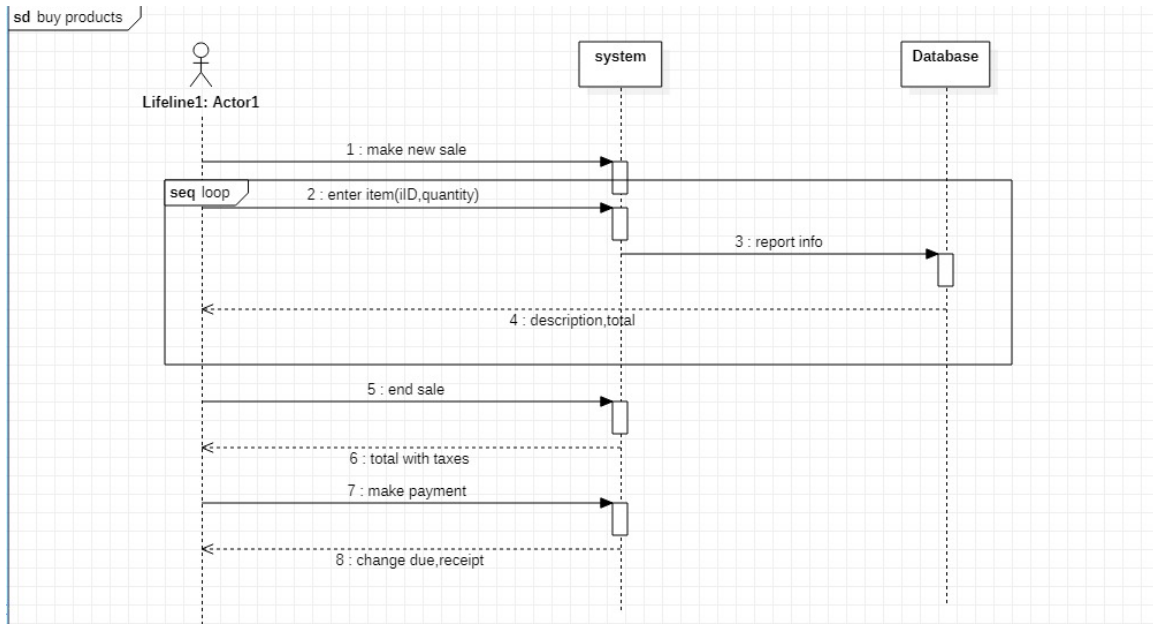 sd buy products
system
Database
Lifeline1: Actor1
1 : make new sale
seq loop
2 : enter item(iID,quantity)
3 : report info
4 : description,total
5 : end sale
6 : total with taxes
7 : make payment
8 : change due,receipt